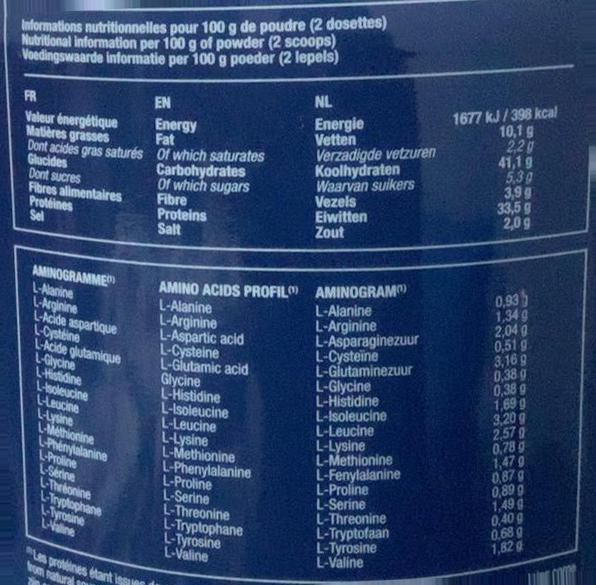 Informations nutritionnelles pour 100 g de poudre (2 dosettes)
Nutritional information per 100 g of powder (2 scoops)
Voedingswaarde informatie per 100 g poeder (2 lepels)
FR EN NL
Valeur énergétique Energy Energie 1677 kJ / 398 kcal
Matières grasses Fat Vetten 10,1 g
Dont acides gras saturés Of which saturates Verzadigde vetzuren 2,2 g
Glucides Carbohydrates Koolhydraten 41,1 g
Dont sucres Of which sugars Waarvan suikers 5,3 g
Fibres alimentaires Fibre Vezels 3,9 g
Protéines Proteins Eiwitten 33,5 g
Sel Salt Zout 2,0 g
AMINOGRAMME(1) AMINO ACIDS PROFIL(1) AMINOGRAM(1)
L-Alanine L-Alanine L-Alanine 0,93
L-Arginine L-Arginine L-Arginine 1,34 g
L-Acide aspartique L-Aspartic acid L-Asparaginezuur 2,04 g
L-Cystéine L-Cysteine L-Cysteïne 0,51 g
L-Acide glutamique L-Glutamic acid L-Glutaminezuur 3,16 g
L-Glycine Glycine L-Glycine 0,38 g
L-Histidine L-Histidine L-Histidine 0,38 g
L-Isoleucine L-Isoleucine L-Isoleucine 1,69 g
L-Leucine L-Leucine L-Leucine 3,20 g
L-Lysine L-Lysine L-Lysine 2,57 g
L-Méthionine L-Methionine L-Methionine 0,78 g
L-Phénylalanine L-Phenylalanine L-Fenylalanine 1,47 g
L-Proline L-Proline L-Proline 0,87 g
L-Sérine L-Serine L-Serine 0,89 g
L-Thréonine L-Threonine L-Threonine 1,49 g
L-Tryptophane L-Tryptophane L-Tryptofaan 0,40 g
L-Tyrosine L-Tyrosine L-Tyrosine 0,68 g
L-Valine L-Valine L-Valine 1,82 g
(1) Les protéines étant issues
from natural